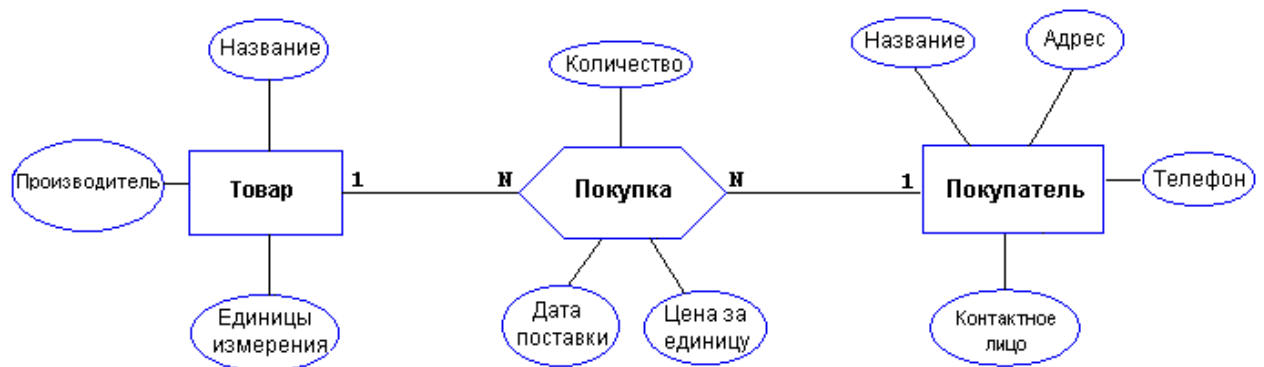 Название
Количество
Название
Адрес
Производитель
Товар
1
N
Покупка
N
1
Покупатель
Телефон
Единицы
измерения
Дата
поставки
Цена за
единицу
Контактное
лицо